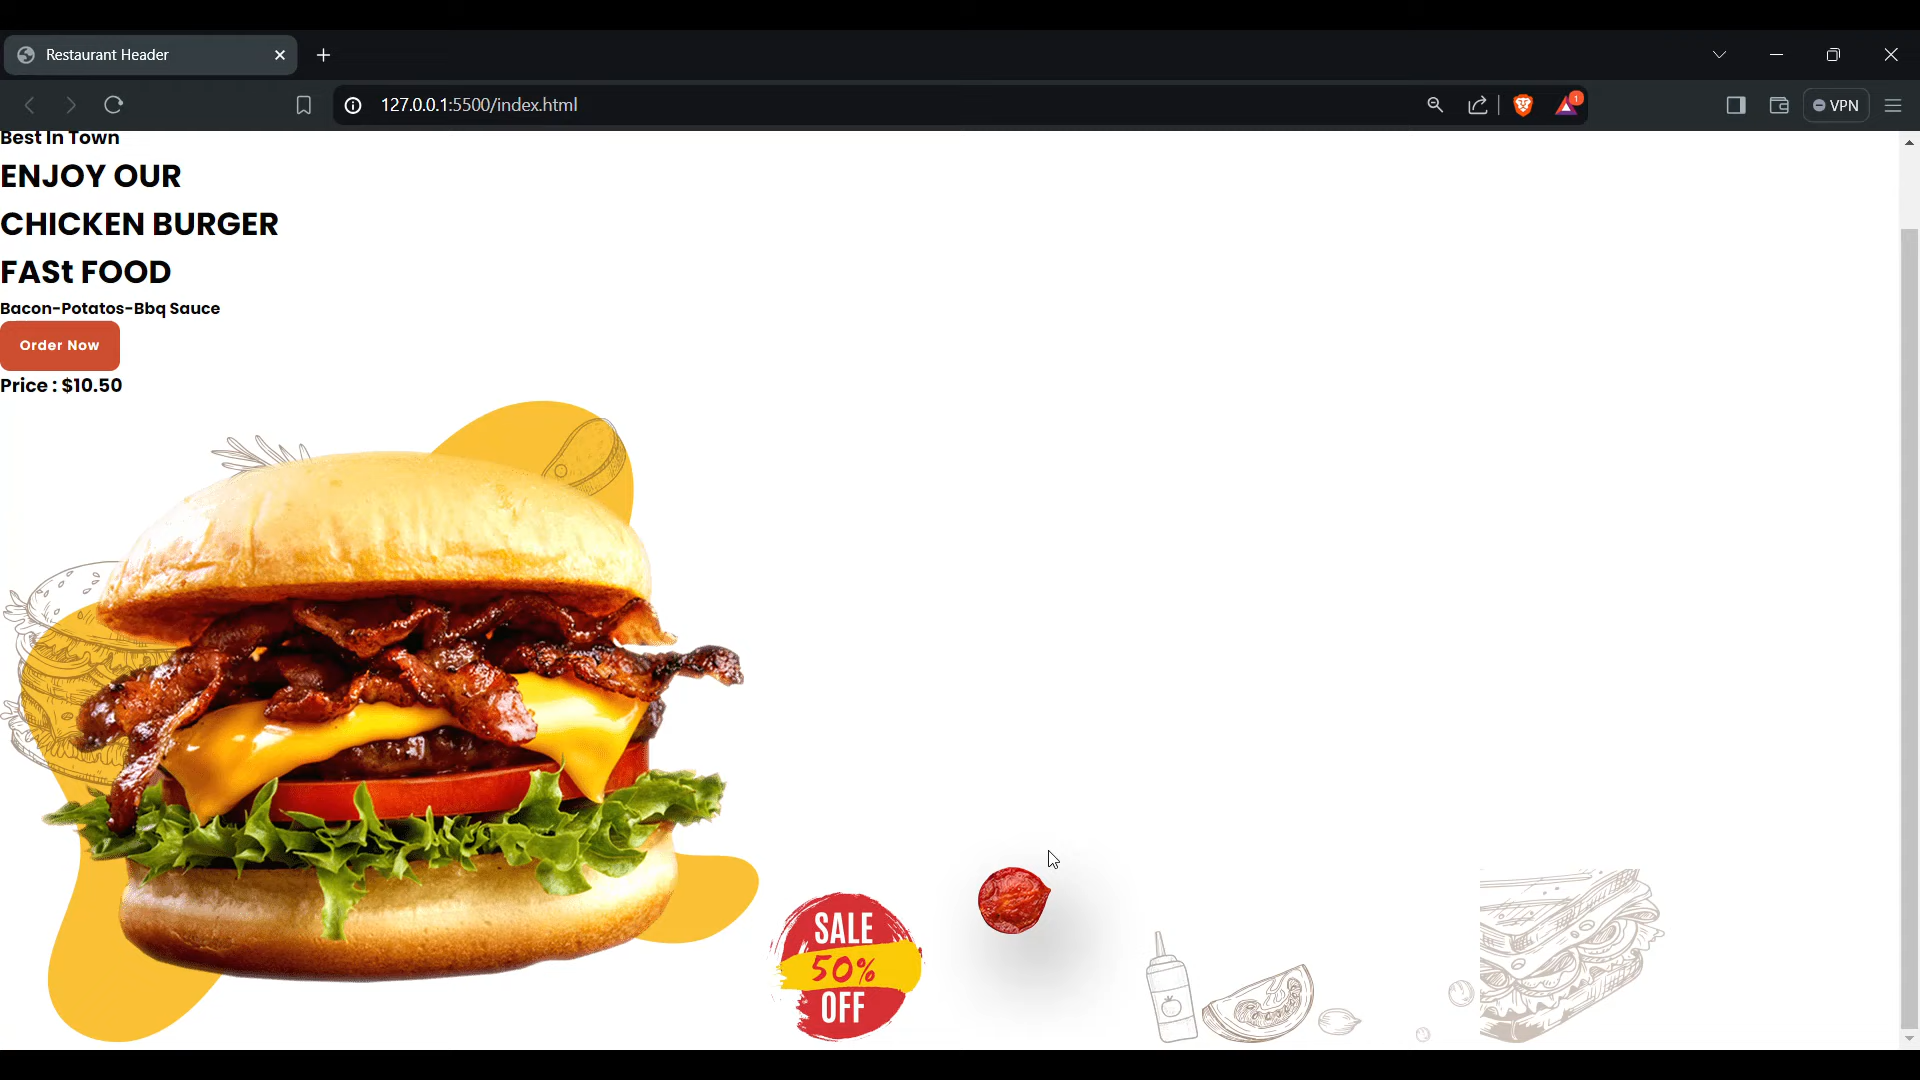 Restaurant Header
127.0.0.1:5500/index.html
1
VPN
Best In Town
ENJOY OUR
CHICKEN BURGER
FASt FOOD
Bacon-Potatos-Bbq Sauce
Order Now
Price : $10.50
SALE
50%
OFF